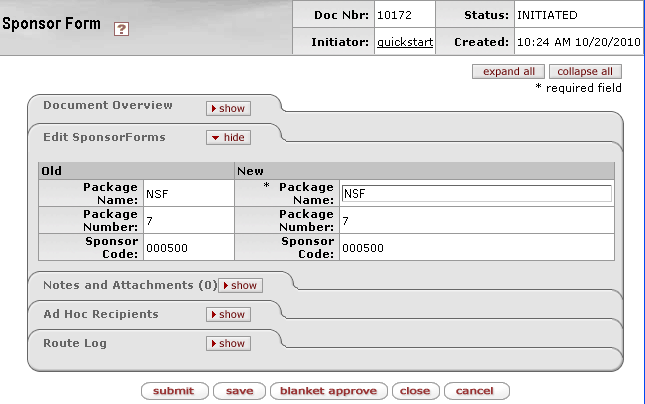 Sponsor Form ?
Doc Nbr: 10172 Status: INITIATED
Initiator: quickstart Created: 10:24 AM 10/20/2010
expand all collapse all
* required field
Document Overview show
Edit SponsorForms hide
Old New
Package Name: NSF * Package Name: NSF
Package Number: 7 Package Number: 7
Sponsor Code: 000500 Sponsor Code: 000500
Notes and Attachments (0) show
Ad Hoc Recipients show
Route Log show
submit save blanket approve close cancel